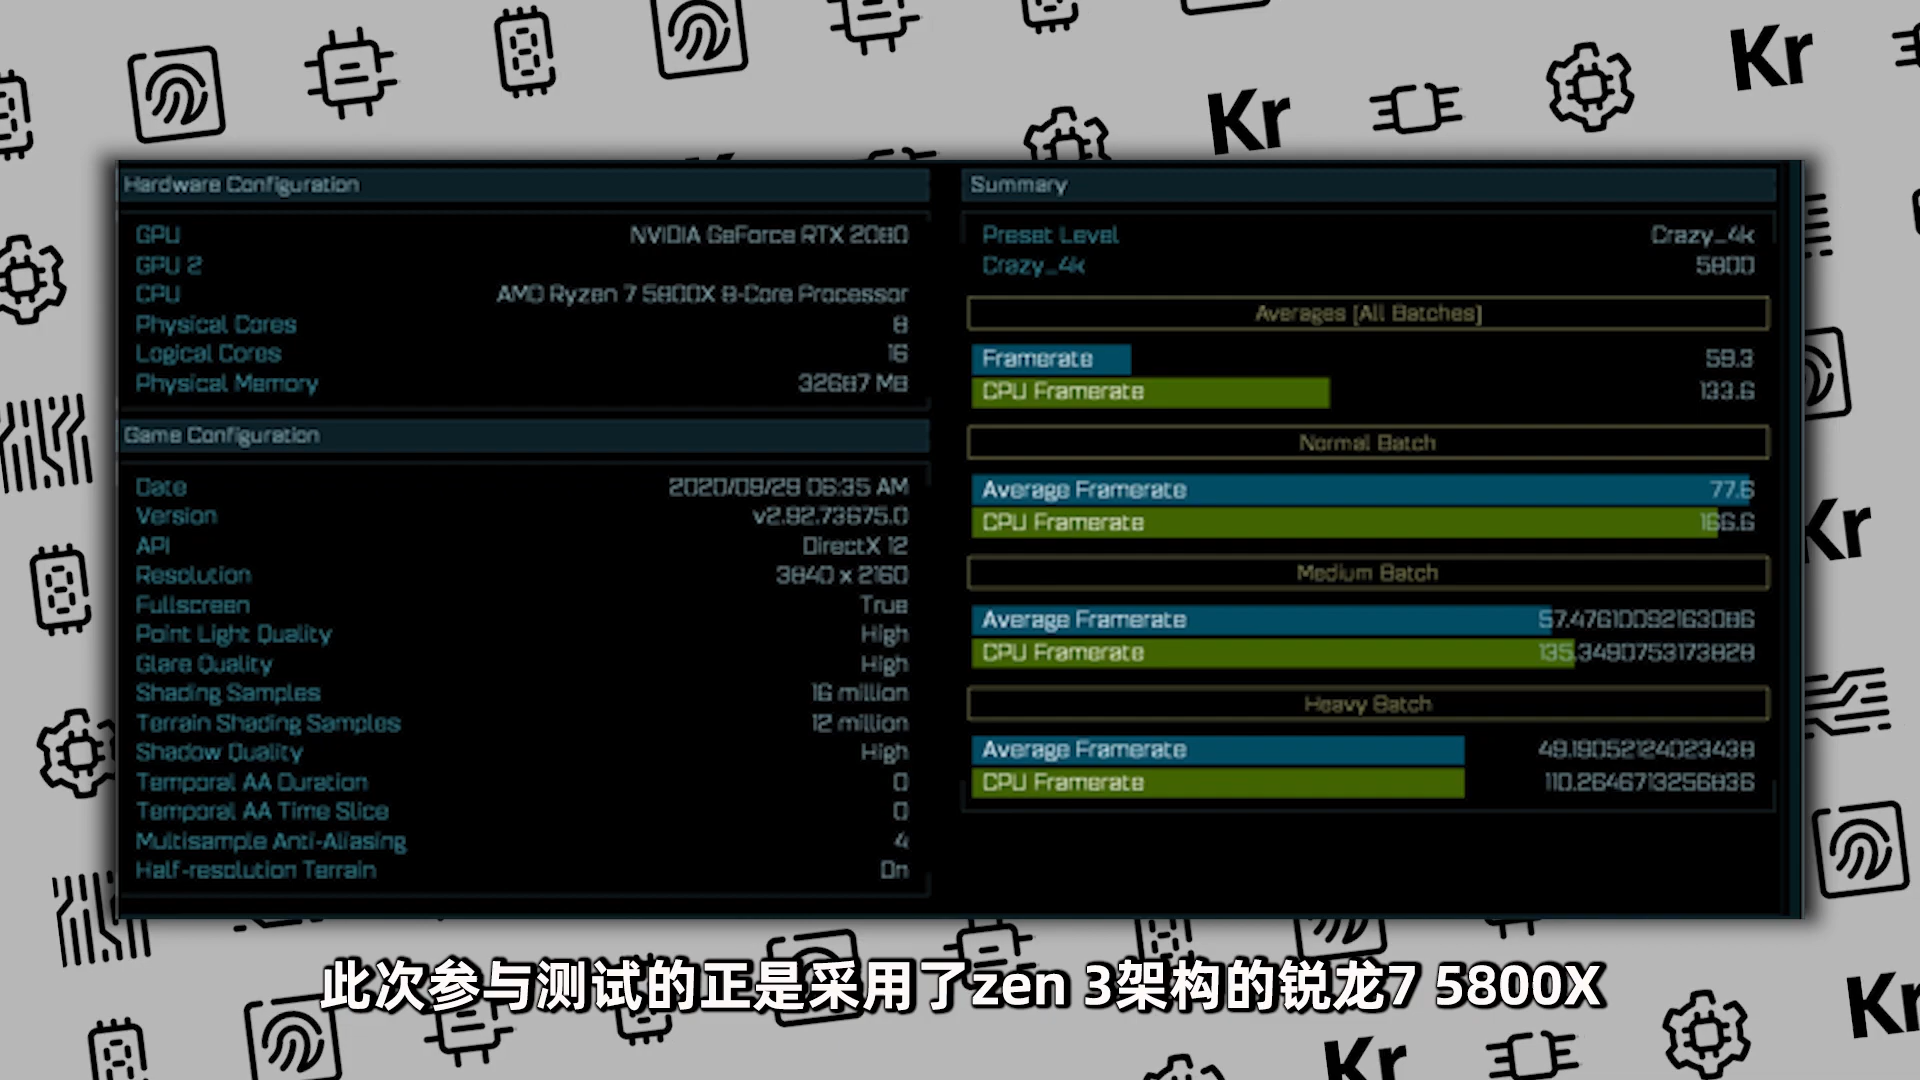 Kr
Kr
Hardware Configuration
GPU NVIDIA GeForce RTX 2080
GPU 2
CPU AMD Ryzen 7 5800X 8-Core Processor
Physical Cores 8
Logical Cores 16
Physical Memory 32687 MB
Game Configuration
Date 2020/09/29 06:35 AM
Version v2.92.73675.0
API DirectX 12
Resolution 3840 x 2160
Fullscreen True
Point Light Quality High
Glare Quality High
Shading Samples 16 million
Terrain Shading Samples 12 million
Shadow Quality High
Temporal AA Duration 0
Temporal AA Time Slice 0
Multisample Anti-Aliasing 4
Half-resolution Terrain On
Summary
Preset Level Crazy_4k
Crazy_4k 5900
Averages [All Batches]
Framerate 59.3
CPU Framerate 133.6
Normal Batch
Average Framerate 77.6
CPU Framerate 166.6
Medium Batch
Average Framerate 57.4761009216308​6
CPU Framerate 135.3490753173828
Heavy Batch
Average Framerate 49.19052124023438
CPU Framerate 110.2646713256836
Kr
此次参与测试的正是采用了zen 3架构的锐龙7 5800X
Kr
Kr